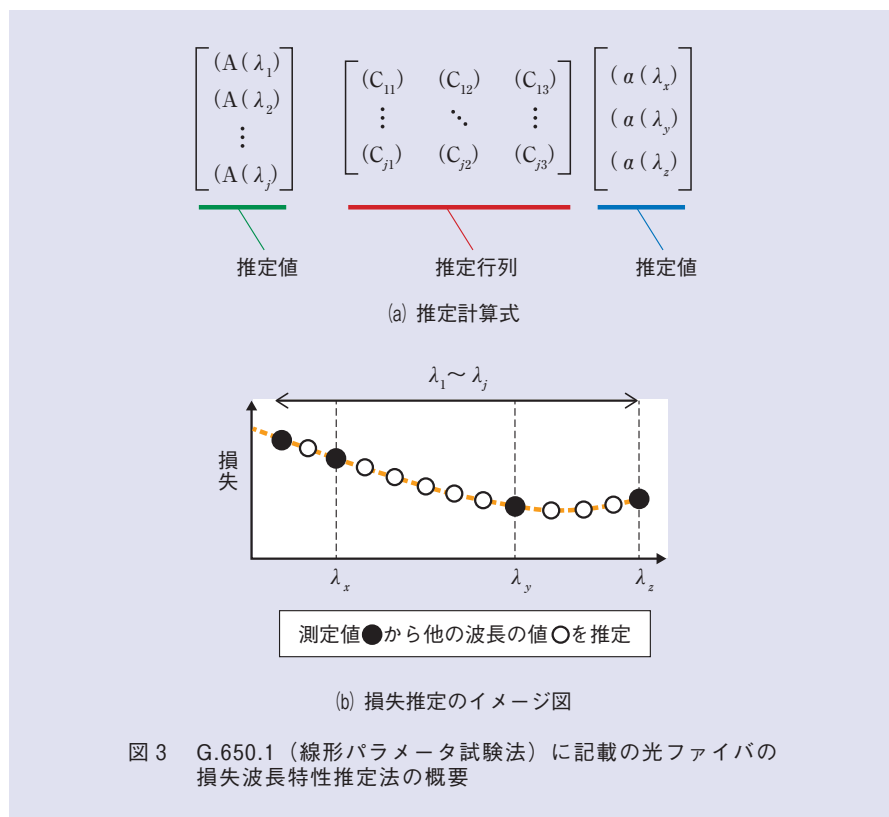 (A(λ1)
(A(λ2)
⋮
(A(λj)
(C11) (C12) (C13)
⋮ ⋱ ⋮
(Cj1) (Cj2) (Cj3)
(a(λx)
(a(λy)
(a(λz)
推定値 推定行列 推定値
(a) 推定計算式
λ1〜λj
損失
λx λy λz
測定値●から他の波長の値○を推定
(b) 損失推定のイメージ図
図3 G.650.1（線形パラメータ試験法）に記載の光ファイバの
損失波長特性推定法の概要